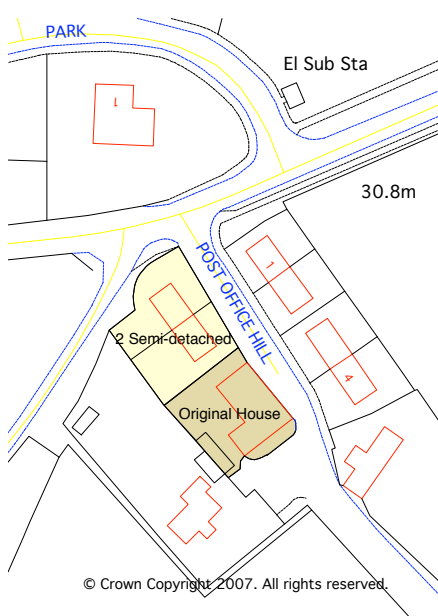 PARK
El Sub Sta
1
30.8m
POST OFFICE HILL
1
2 Semi-detached
4
Original House
© Crown Copyright 2007. All rights reserved.